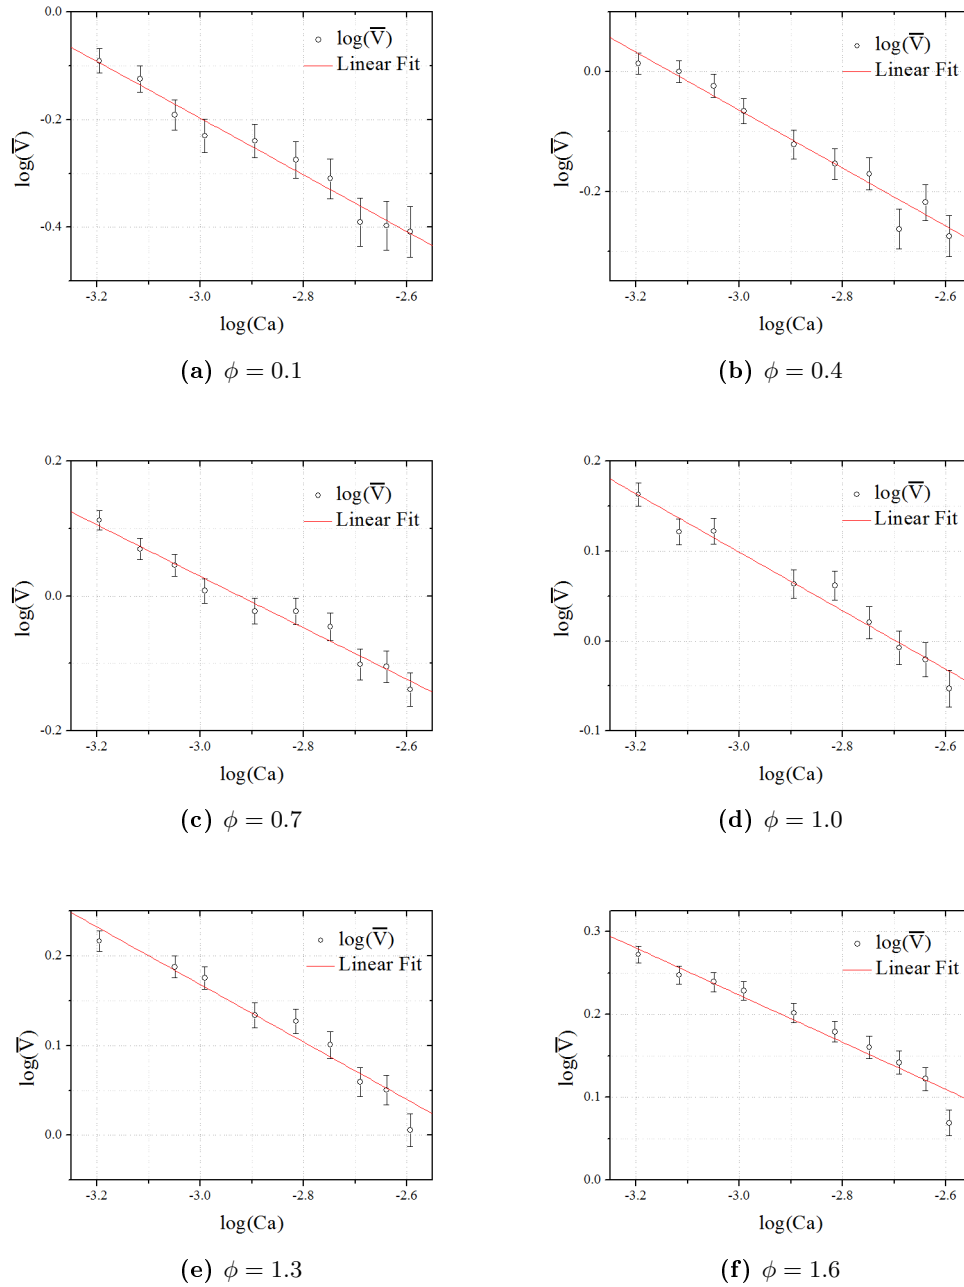 0.0
-0.2
-0.4
log(V̅)
log(V̅)
Linear Fit
-3.2 -3.0 -2.8 -2.6
log(Ca)
(a) ϕ = 0.1
0.0
-0.2
log(V̅)
log(V̅)
Linear Fit
-3.2 -3.0 -2.8 -2.6
log(Ca)
(b) ϕ = 0.4
0.2
0.0
-0.2
log(V̅)
log(V̅)
Linear Fit
-3.2 -3.0 -2.8 -2.6
log(Ca)
(c) ϕ = 0.7
0.2
0.1
0.0
-0.1
log(V̅)
log(V̅)
Linear Fit
-3.2 -3.0 -2.8 -2.6
log(Ca)
(d) ϕ = 1.0
0.2
0.1
0.0
log(V̅)
log(V̅)
Linear Fit
-3.2 -3.0 -2.8 -2.6
log(Ca)
(e) ϕ = 1.3
0.3
0.2
0.1
0.0
log(V̅)
log(V̅)
Linear Fit
-3.2 -3.0 -2.8 -2.6
log(Ca)
(f) ϕ = 1.6